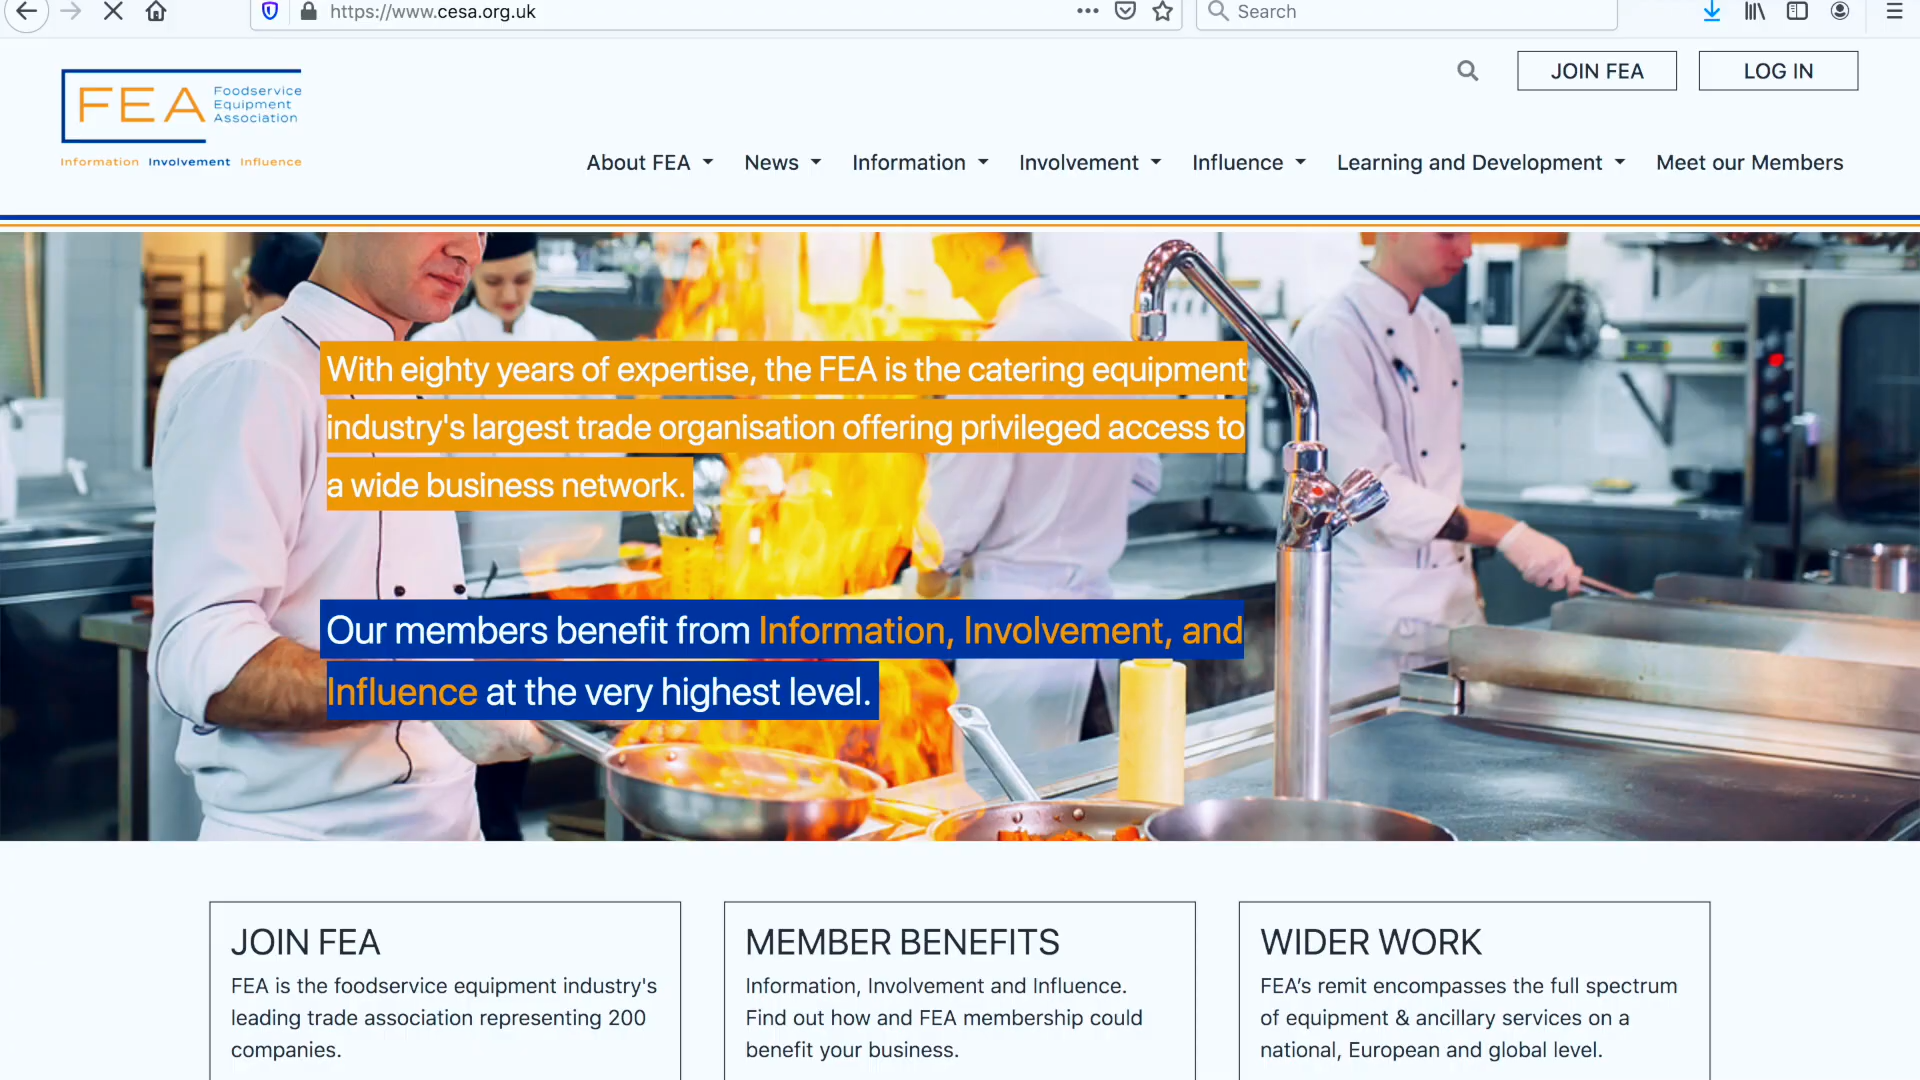 https://www.cesa.org.uk
Search
JOIN FEA
LOG IN
FEA
Foodservice
Equipment
Association
Information Involvement Influence
About FEA
News
Information
Involvement
Influence
Learning and Development
Meet our Members
With eighty years of expertise, the FEA is the catering equipment
industry's largest trade organisation offering privileged access to
a wide business network.
Our members benefit from Information, Involvement, and
Influence at the very highest level.
JOIN FEA
FEA is the foodservice equipment industry's
leading trade association representing 200
companies.
MEMBER BENEFITS
Information, Involvement and Influence.
Find out how and FEA membership could
benefit your business.
WIDER WORK
FEA’s remit encompasses the full spectrum
of equipment & ancillary services on a
national, European and global level.